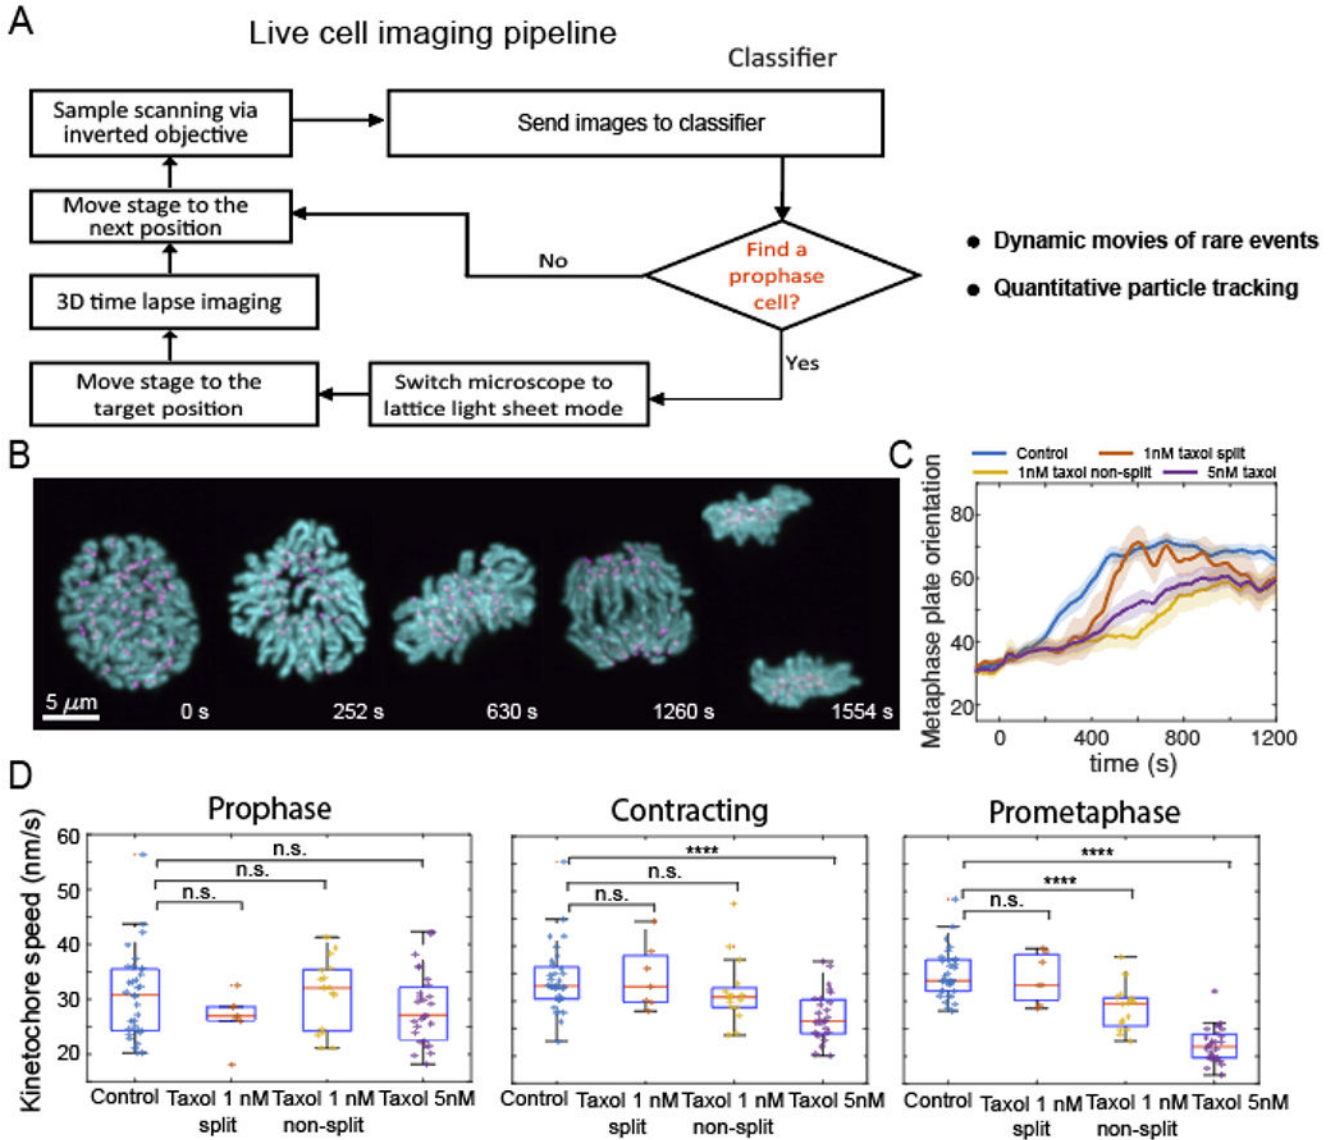 A
Live cell imaging pipeline
Classifier
Sample scanning via
inverted objective
Send images to classifier
Move stage to the
next position
Find a
prophase
cell?
No
Yes
3D time lapse imaging
Move stage to the
target position
Switch microscope to
lattice light sheet mode
● Dynamic movies of rare events
● Quantitative particle tracking
B
5 μm
0 s
252 s
630 s
1260 s
1554 s
C
Control
1nM taxol split
1nM taxol non-split
5nM taxol
Metaphase plate orientation
80
60
40
20
0
400
800
1200
time (s)
D
Kinetochore speed (nm/s)
60
50
40
30
20
Prophase
n.s.
n.s.
n.s.
Control
Taxol 1 nM
split
Taxol 1 nM
non-split
Taxol 5nM
Contracting
****
n.s.
n.s.
Control
Taxol 1 nM
split
Taxol 1 nM
non-split
Taxol 5nM
Prometaphase
****
****
n.s.
Control
Taxol 1 nM
split
Taxol 1 nM
non-split
Taxol 5nM